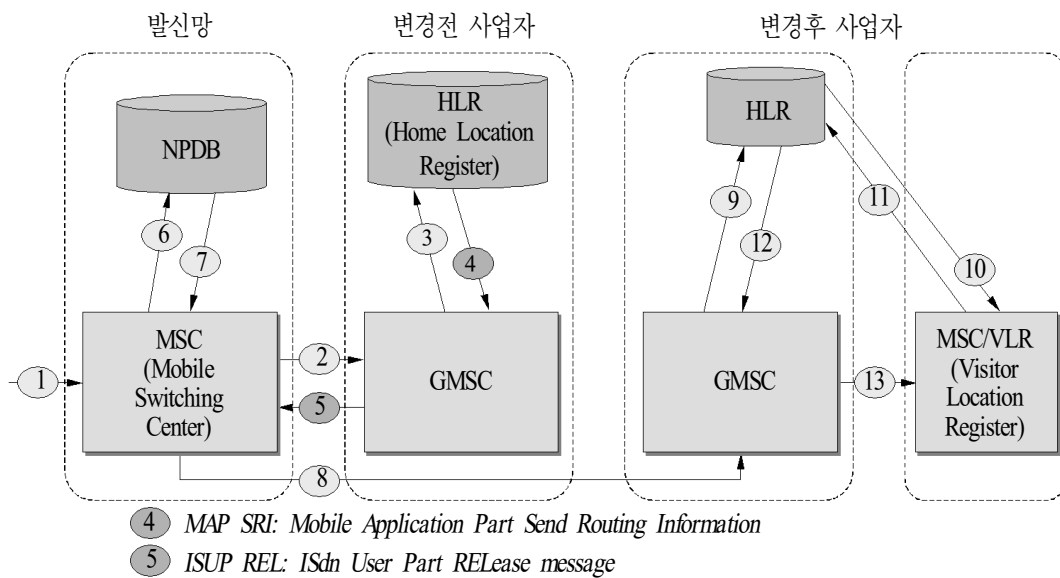 발신망
변경전 사업자
변경후 사업자
NPDB
HLR
(Home Location
Register)
HLR
6
7
3
4
9
12
11
10
1
MSC
(Mobile
Switching
Center)
2
5
GMSC
GMSC
13
MSC/VLR
(Visitor
Location
Register)
8
4 MAP SRI: Mobile Application Part Send Routing Information
5 ISUP REL: ISdn User Part RELease message